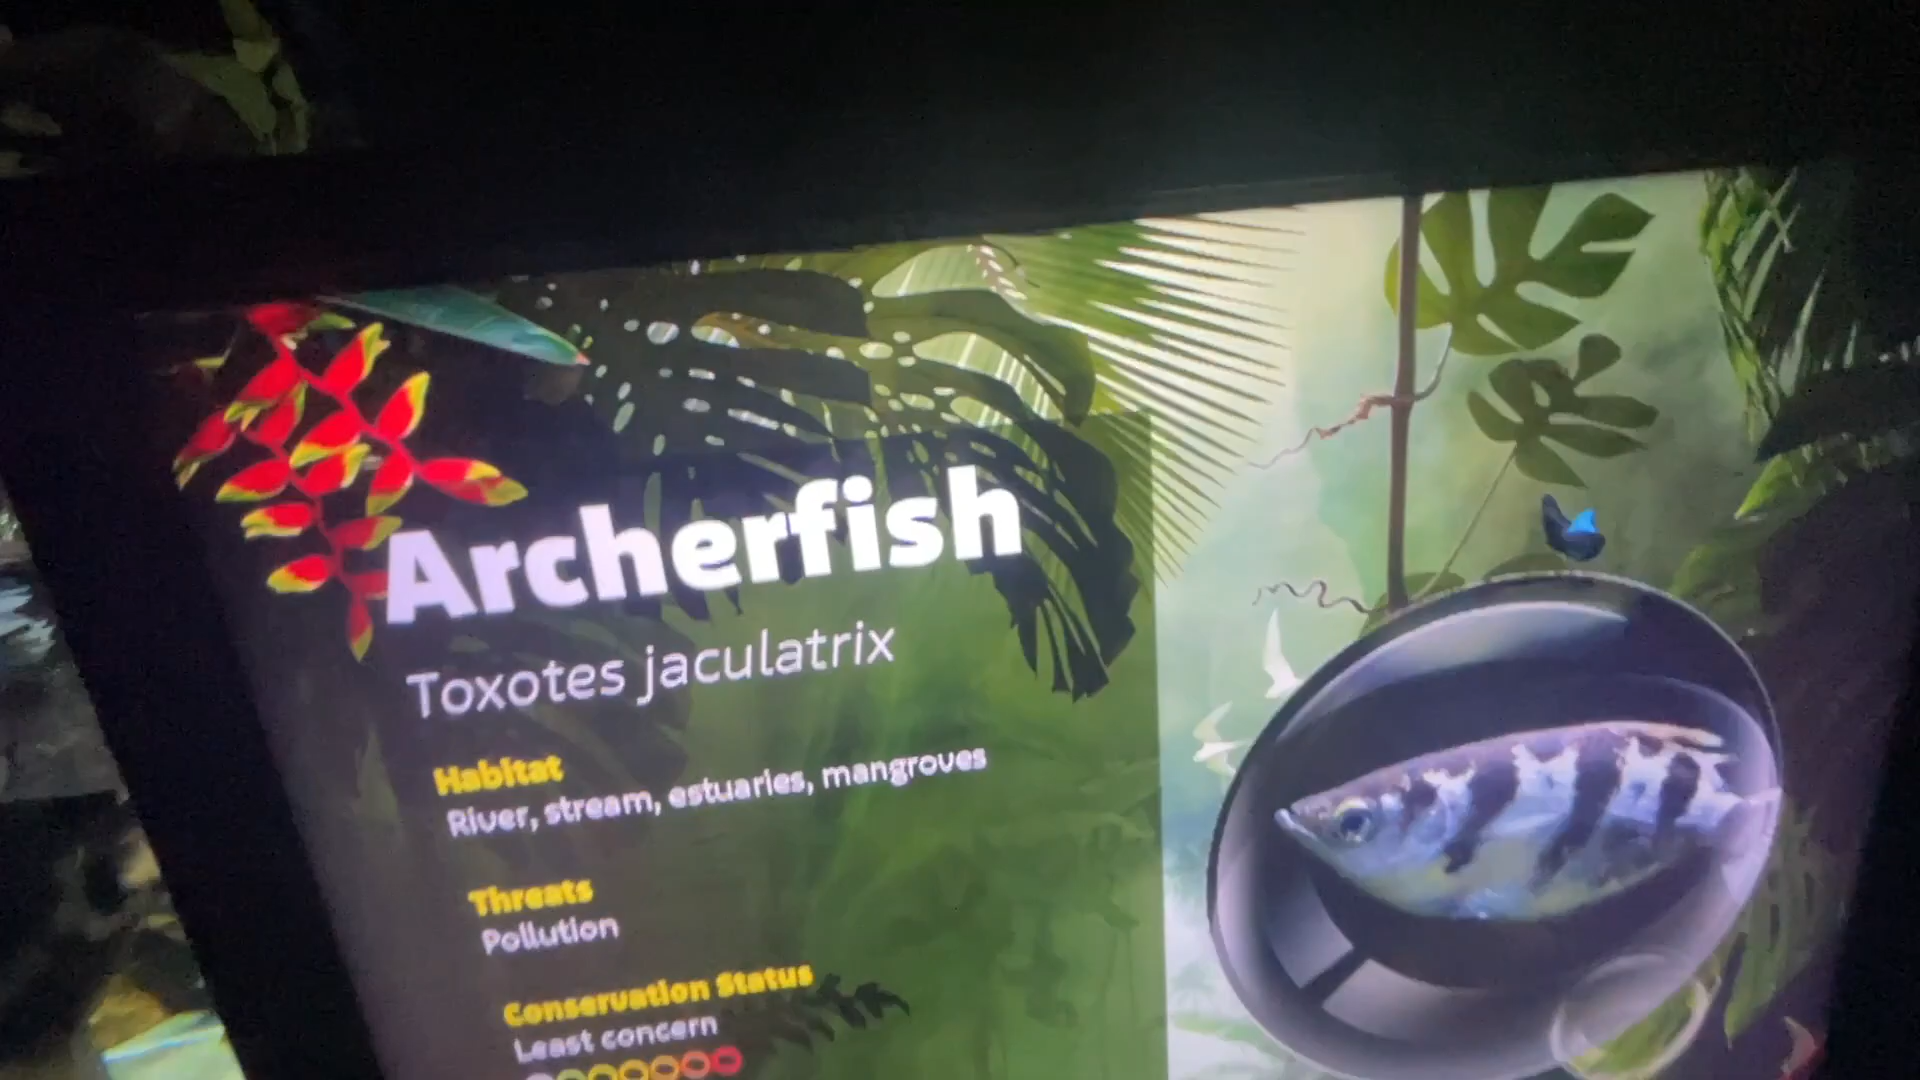 Archerfish
Toxotes jaculatrix
Habitat
River, stream, estuaries, mangroves
Threats
Pollution
Conservation Status
Least concern